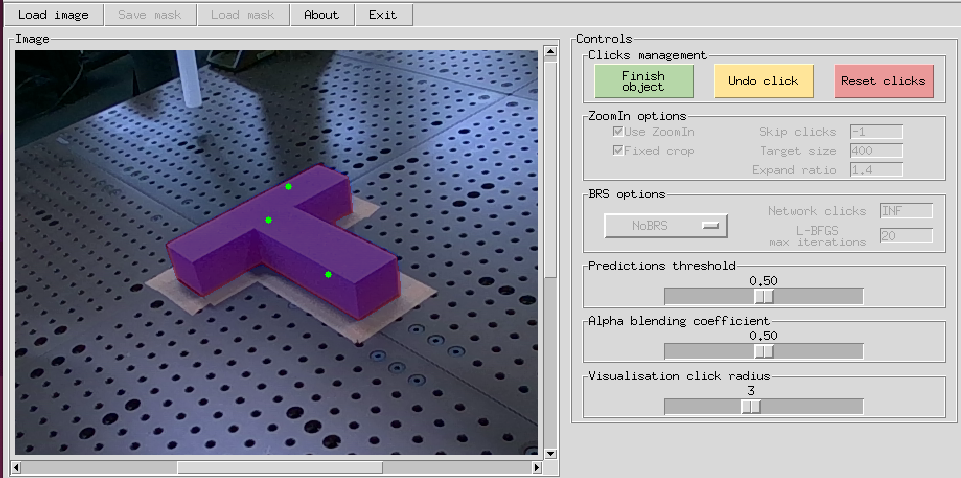 Load image Save mask Load mask About Exit
Image
Controls
Clicks management
Finish
object
Undo click
Reset clicks
ZoomIn options
Use ZoomIn
Skip clicks -1
Fixed crop
Target size 400
Expand ratio 1.4
BRS options
NoBRS
Network clicks INF
L-BFGS
max iterations 20
Predictions threshold
0.50
Alpha blending coefficient
0.50
Visualisation click radius
3